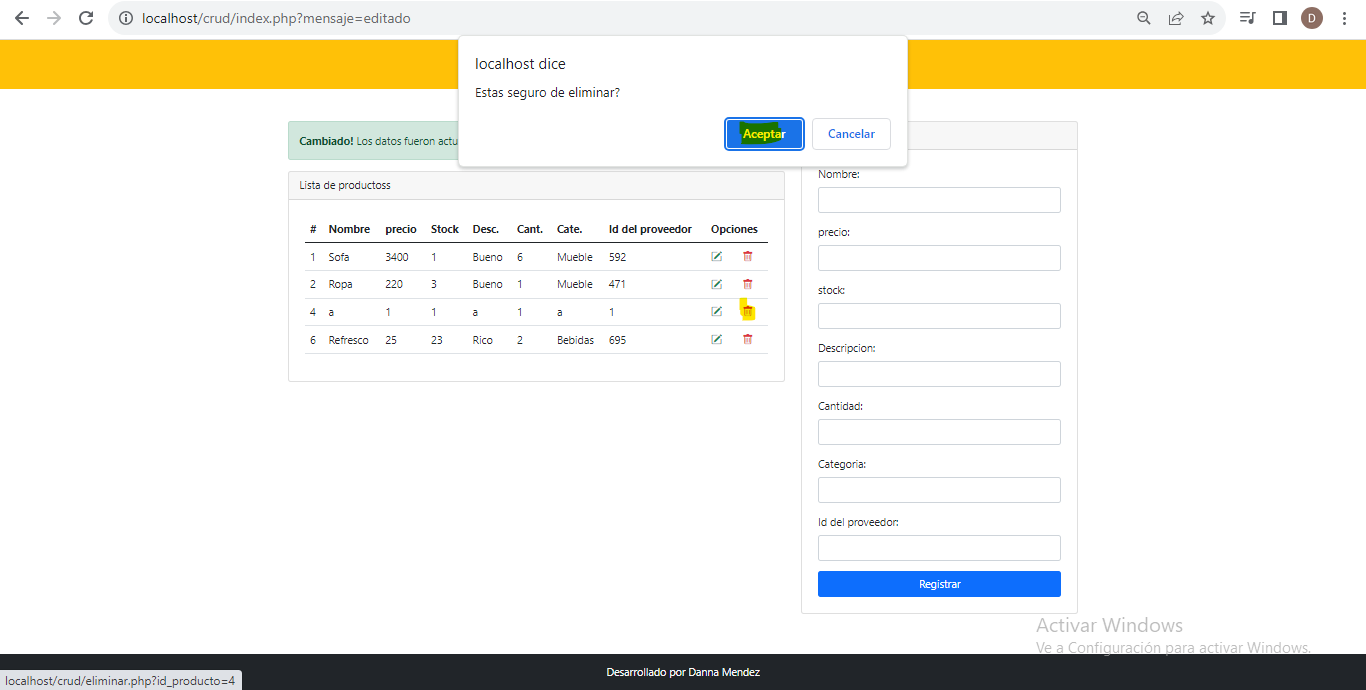 localhost/crud/index.php?mensaje=editado
D
localhost dice
Estas seguro de eliminar?
Aceptar
Cancelar
Cambiado! Los datos fueron actu
Lista de productoss
# Nombre precio Stock Desc. Cant. Cate. Id del proveedor Opciones
1 Sofa 3400 1 Bueno 6 Mueble 592
2 Ropa 220 3 Bueno 1 Mueble 471
4 a 1 1 a 1 a 1
6 Refresco 25 23 Rico 2 Bebidas 695
Nombre:
precio:
stock:
Descripcion:
Cantidad:
Categoria:
Id del proveedor:
Registrar
Activar Windows
Ve a Configuración para activar Windows.
Desarrollado por Danna Mendez
localhost/crud/eliminar.php?id_producto=4